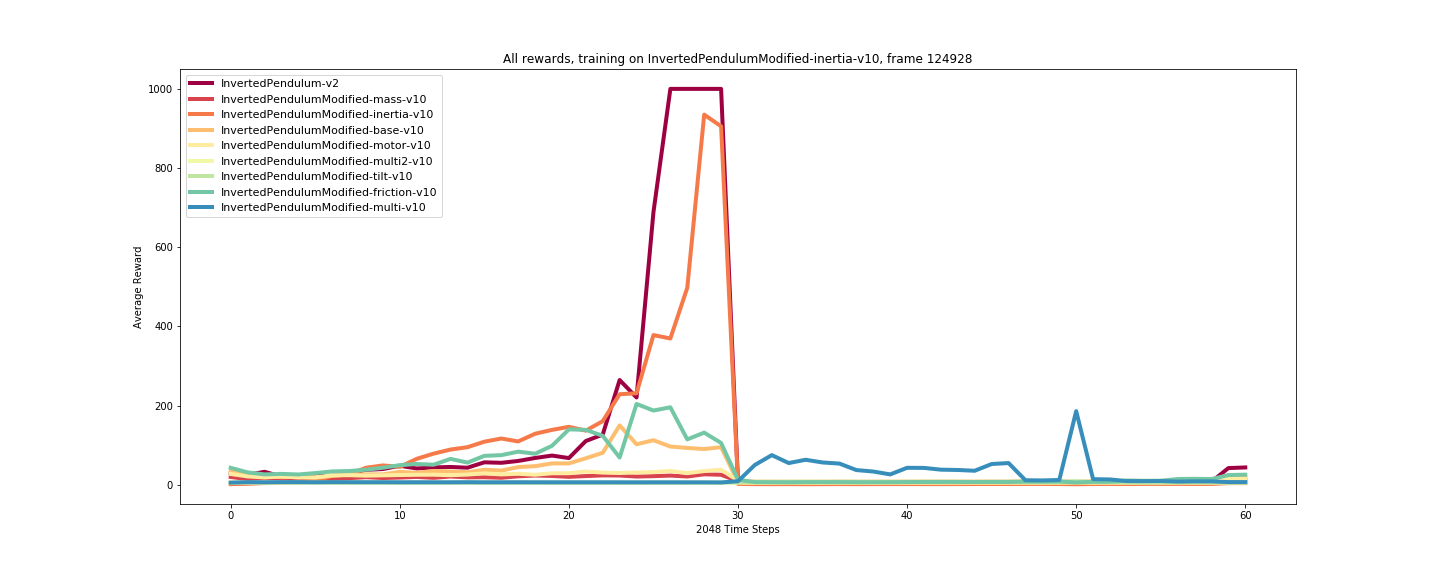 All rewards, training on InvertedPendulumModified-inertia-v10, frame 124928
1000
800
600
400
200
0
Average Reward
InvertedPendulum-v2
InvertedPendulumModified-mass-v10
InvertedPendulumModified-inertia-v10
InvertedPendulumModified-base-v10
InvertedPendulumModified-motor-v10
InvertedPendulumModified-multi2-v10
InvertedPendulumModified-tilt-v10
InvertedPendulumModified-friction-v10
InvertedPendulumModified-multi-v10
0 10 20 30 40 50 60
2048 Time Steps